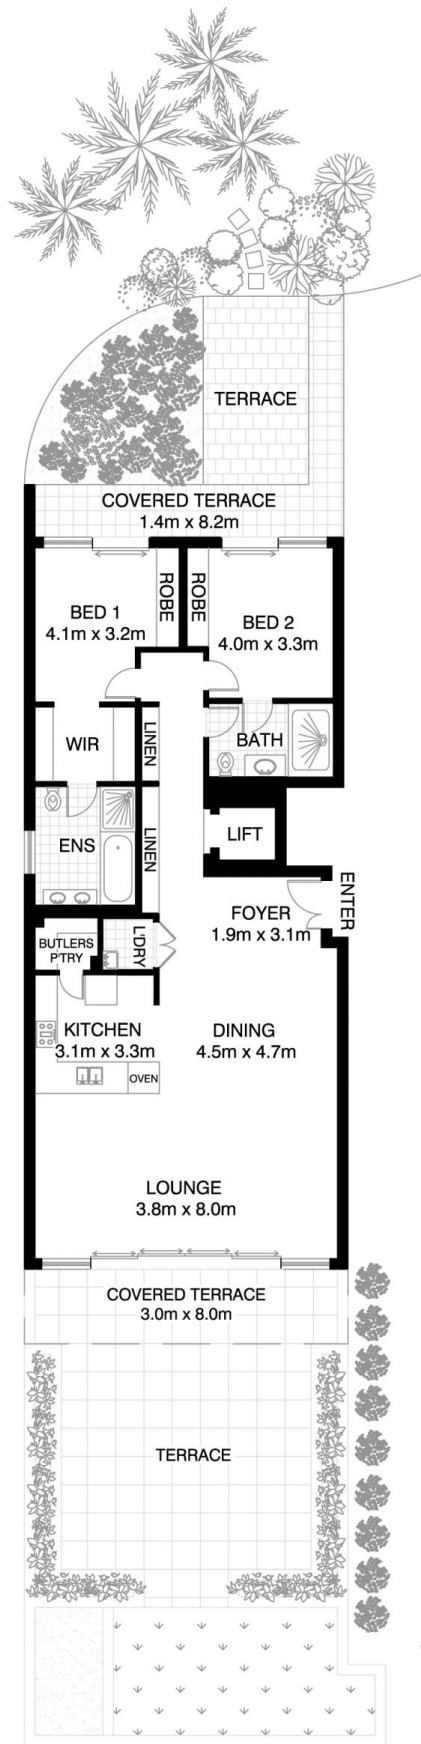 TERRACE
COVERED TERRACE
1.4m x 8.2m
BED 1
4.1m x 3.2m
ROBE
ROBE
BED 2
4.0m x 3.3m
WIR
LINEN
BATH
ENS
LINEN
LIFT
ENTER
FOYER
1.9m x 3.1m
BUTLERS
P'TRY
L'DRY
KITCHEN
3.1m x 3.3m
DINING
4.5m x 4.7m
OVEN
LOUNGE
3.8m x 8.0m
COVERED TERRACE
3.0m x 8.0m
TERRACE